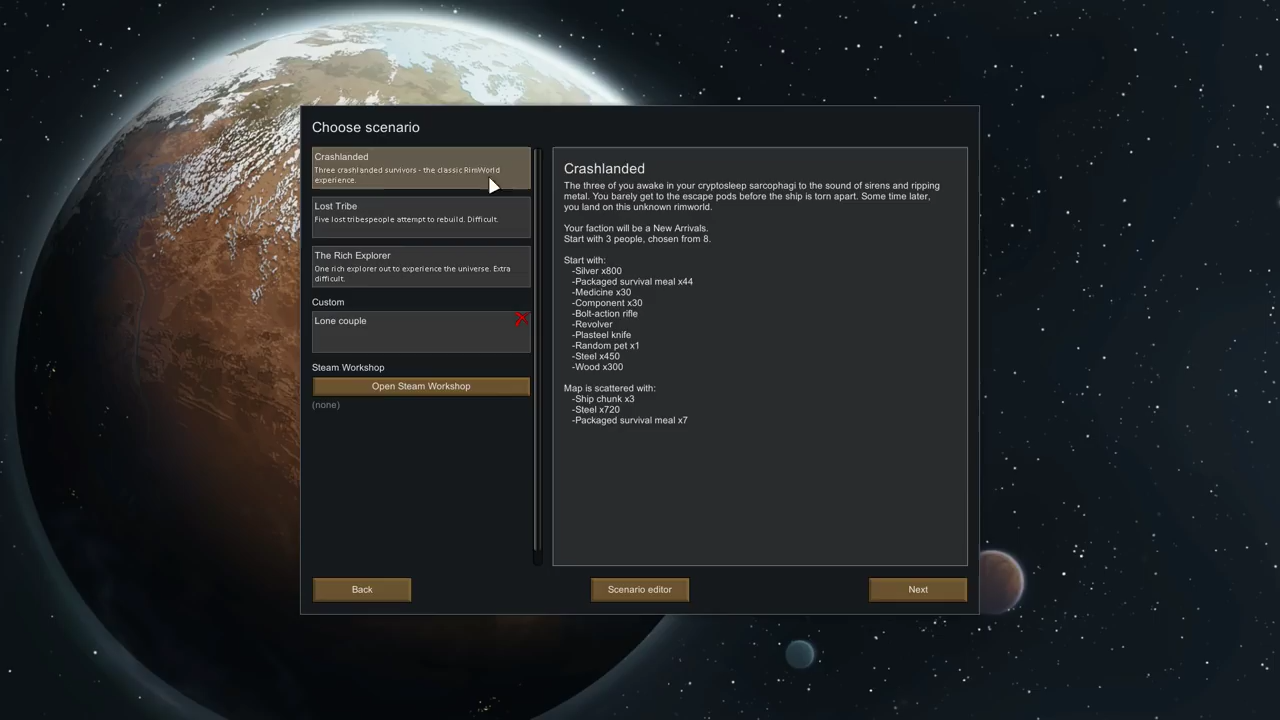 Choose scenario
Crashlanded
Three crashlanded survivors - the classic RimWorld
experience.
Lost Tribe
Five lost tribespeople attempt to rebuild. Difficult.
The Rich Explorer
One rich explorer out to experience the universe. Extra
difficult.
Custom
Lone couple
Steam Workshop
Open Steam Workshop
(none)
Crashlanded
The three of you awake in your cryptosleep sarcophagi to the sound of sirens and ripping
metal. You barely get to the escape pods before the ship is torn apart. Some time later,
you land on this unknown rimworld.
Your faction will be a New Arrivals.
Start with 3 people, chosen from 8.
Start with:
-Silver x800
-Packaged survival meal x44
-Medicine x30
-Component x30
-Bolt-action rifle
-Revolver
-Plasteel knife
-Random pet x1
-Steel x450
-Wood x300
Map is scattered with:
-Ship chunk x3
-Steel x720
-Packaged survival meal x7
Back
Scenario editor
Next